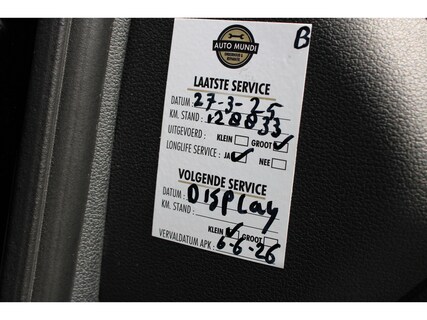 B
AUTO MUNDI
LAATSTE SERVICE
DATUM: 27-3-25
KM. STAND: 128033
UITGEVOERD: KLEIN GROOT
LONGLIFE SERVICE: JA NEE
VOLGENDE SERVICE
DATUM: DISPLAY
KM. STAND:
KLEIN GROOT
VERVALDATUM APK: 6-6-26